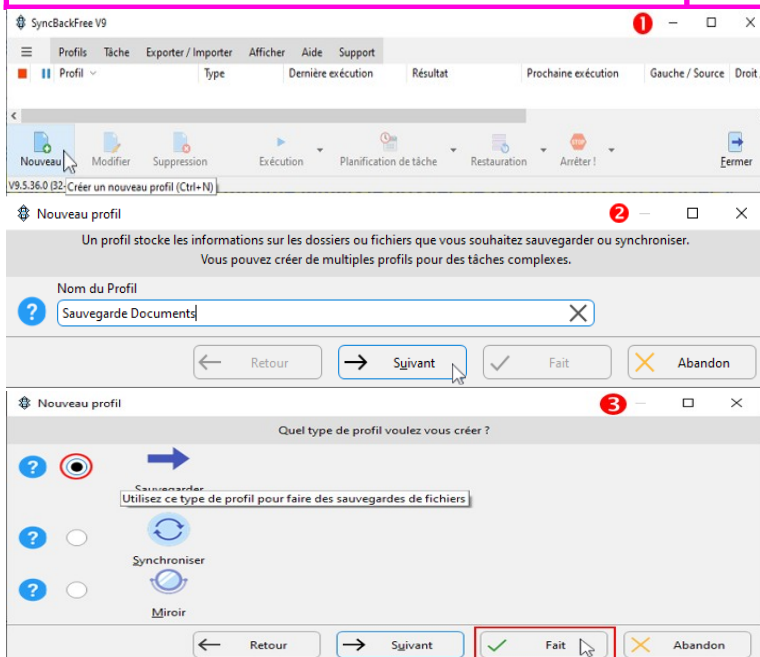 SyncBackFree V9 1
Profils Tâche Exporter / Importer Afficher Aide Support
Profil Type Dernière exécution Résultat Prochaine exécution Gauche / Source Droit
Nouveau Modifier Suppression Exécution Planification de tâche Restauration Arrêter ! Fermer
V9.5.36.0 (32- Créer un nouveau profil (Ctrl+N)
Nouveau profil 2
Un profil stocke les informations sur les dossiers ou fichiers que vous souhaitez sauvegarder ou synchroniser.
Vous pouvez créer de multiples profils pour des tâches complexes.
Nom du Profil
? Sauvegarde Documents
Retour Suivant Fait Abandon
Nouveau profil 3
Quel type de profil voulez vous créer ?
?
Sauvegarder
Utilisez ce type de profil pour faire des sauvegardes de fichiers
?
Synchroniser
?
Miroir
Retour Suivant Fait Abandon